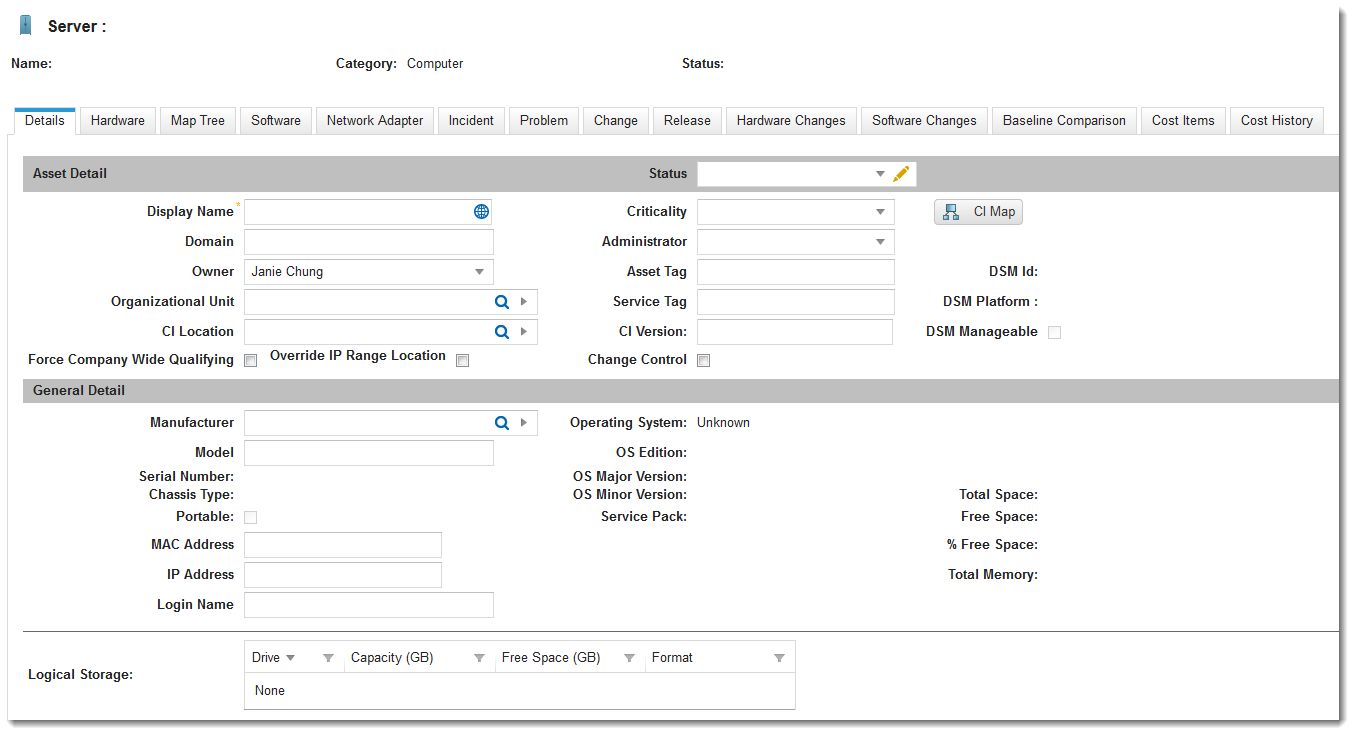 Server :
Name: Category: Computer Status:
Details Hardware Map Tree Software Network Adapter Incident Problem Change Release Hardware Changes Software Changes Baseline Comparison Cost Items Cost History
Asset Detail Status
Display Name * Criticality CI Map
Domain Administrator
Owner Janie Chung Asset Tag DSM Id:
Organizational Unit Service Tag DSM Platform :
CI Location CI Version: DSM Manageable
Force Company Wide Qualifying Override IP Range Location Change Control
General Detail
Manufacturer Operating System: Unknown
Model OS Edition:
Serial Number: OS Major Version:
Chassis Type: OS Minor Version: Total Space:
Portable: Service Pack: Free Space:
MAC Address % Free Space:
IP Address Total Memory:
Login Name
Drive Capacity (GB) Free Space (GB) Format
Logical Storage:
None